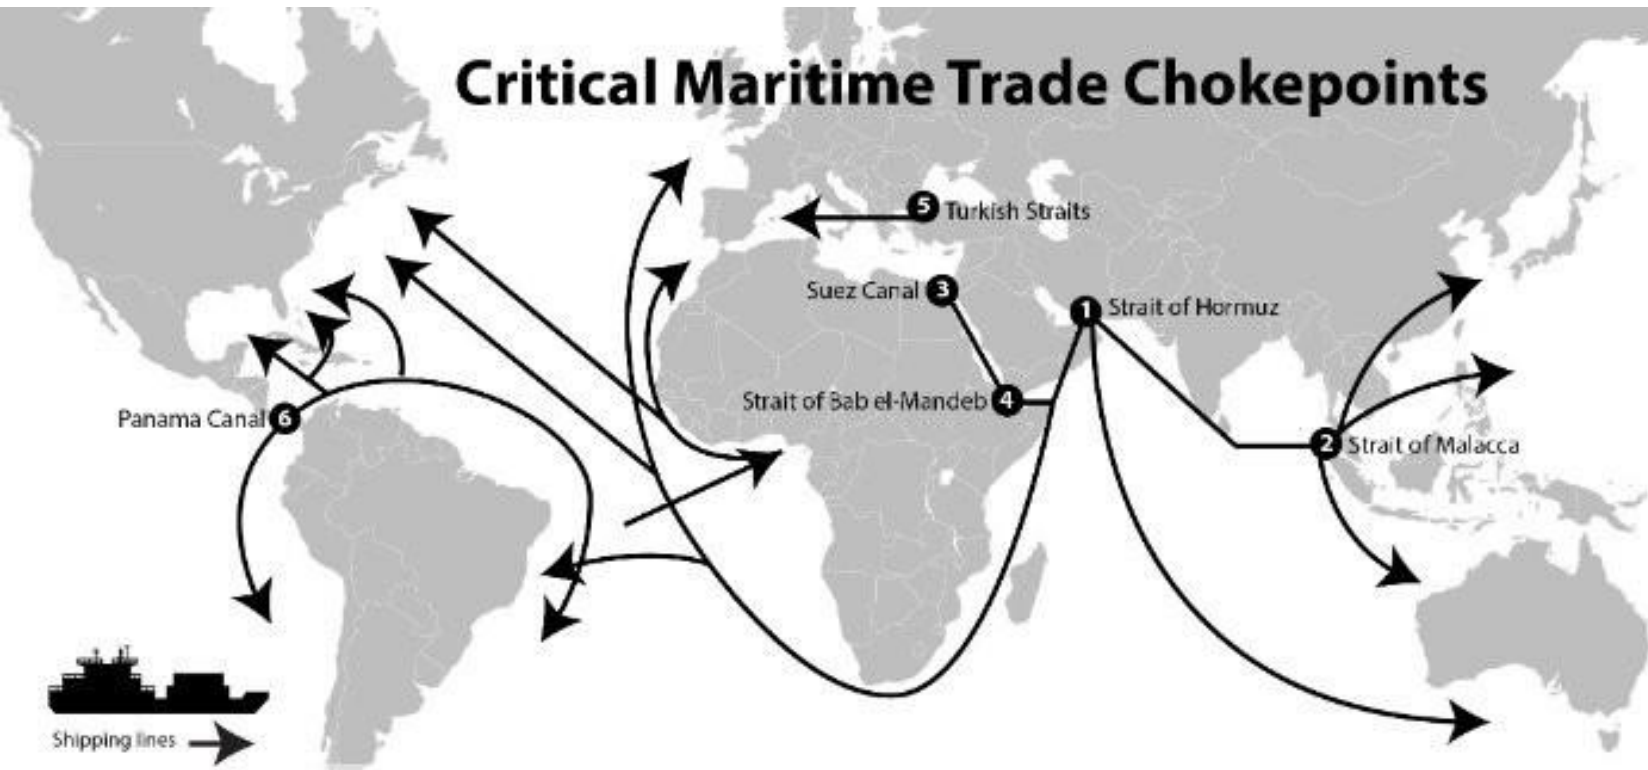 Critical Maritime Trade Chokepoints
5 Turkish Straits
Suez Canal 3
1 Strait of Hormuz
Strait of Bab el-Mandeb 4
Panama Canal 6
2 Strait of Malacca
Shipping lines